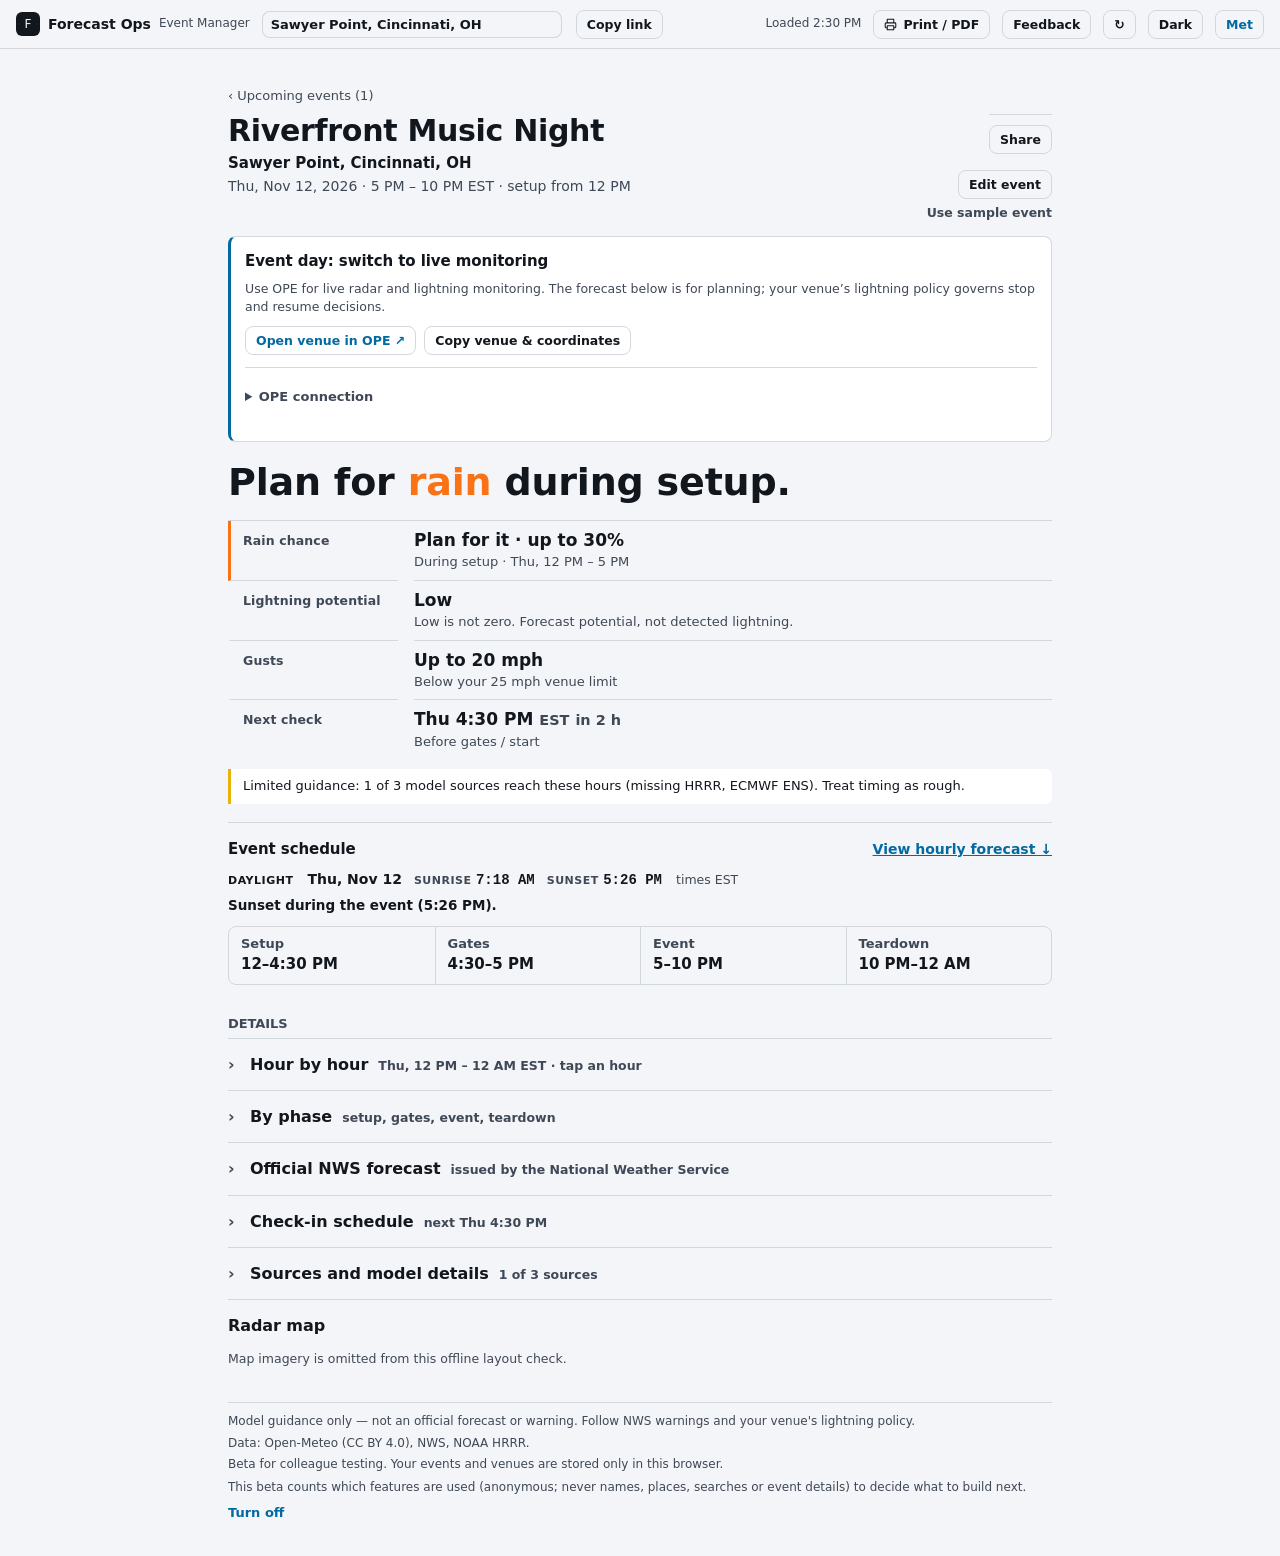 F Forecast Ops Event Manager Sawyer Point, Cincinnati, OH Copy link Loaded 2:30 PM Print / PDF Feedback ↻ Dark Met
‹ Upcoming events (1)
Riverfront Music Night
Sawyer Point, Cincinnati, OH
Thu, Nov 12, 2026 · 5 PM – 10 PM EST · setup from 12 PM
Share
Edit event
Use sample event
Event day: switch to live monitoring
Use OPE for live radar and lightning monitoring. The forecast below is for planning; your venue’s lightning policy governs stop
and resume decisions.
Open venue in OPE ↗ Copy venue & coordinates
▶ OPE connection
Plan for rain during setup.
Rain chance Plan for it · up to 30%
During setup · Thu, 12 PM – 5 PM
Lightning potential Low
Low is not zero. Forecast potential, not detected lightning.
Gusts Up to 20 mph
Below your 25 mph venue limit
Next check Thu 4:30 PM EST in 2 h
Before gates / start
Limited guidance: 1 of 3 model sources reach these hours (missing HRRR, ECMWF ENS). Treat timing as rough.
Event schedule View hourly forecast ↓
DAYLIGHT Thu, Nov 12 SUNRISE 7:18 AM SUNSET 5:26 PM times EST
Sunset during the event (5:26 PM).
Setup Gates Event Teardown
12–4:30 PM 4:30–5 PM 5–10 PM 10 PM–12 AM
DETAILS
› Hour by hour Thu, 12 PM – 12 AM EST · tap an hour
› By phase setup, gates, event, teardown
› Official NWS forecast issued by the National Weather Service
› Check-in schedule next Thu 4:30 PM
› Sources and model details 1 of 3 sources
Radar map
Map imagery is omitted from this offline layout check.
Model guidance only — not an official forecast or warning. Follow NWS warnings and your venue's lightning policy.
Data: Open-Meteo (CC BY 4.0), NWS, NOAA HRRR.
Beta for colleague testing. Your events and venues are stored only in this browser.
This beta counts which features are used (anonymous; never names, places, searches or event details) to decide what to build next.
Turn off